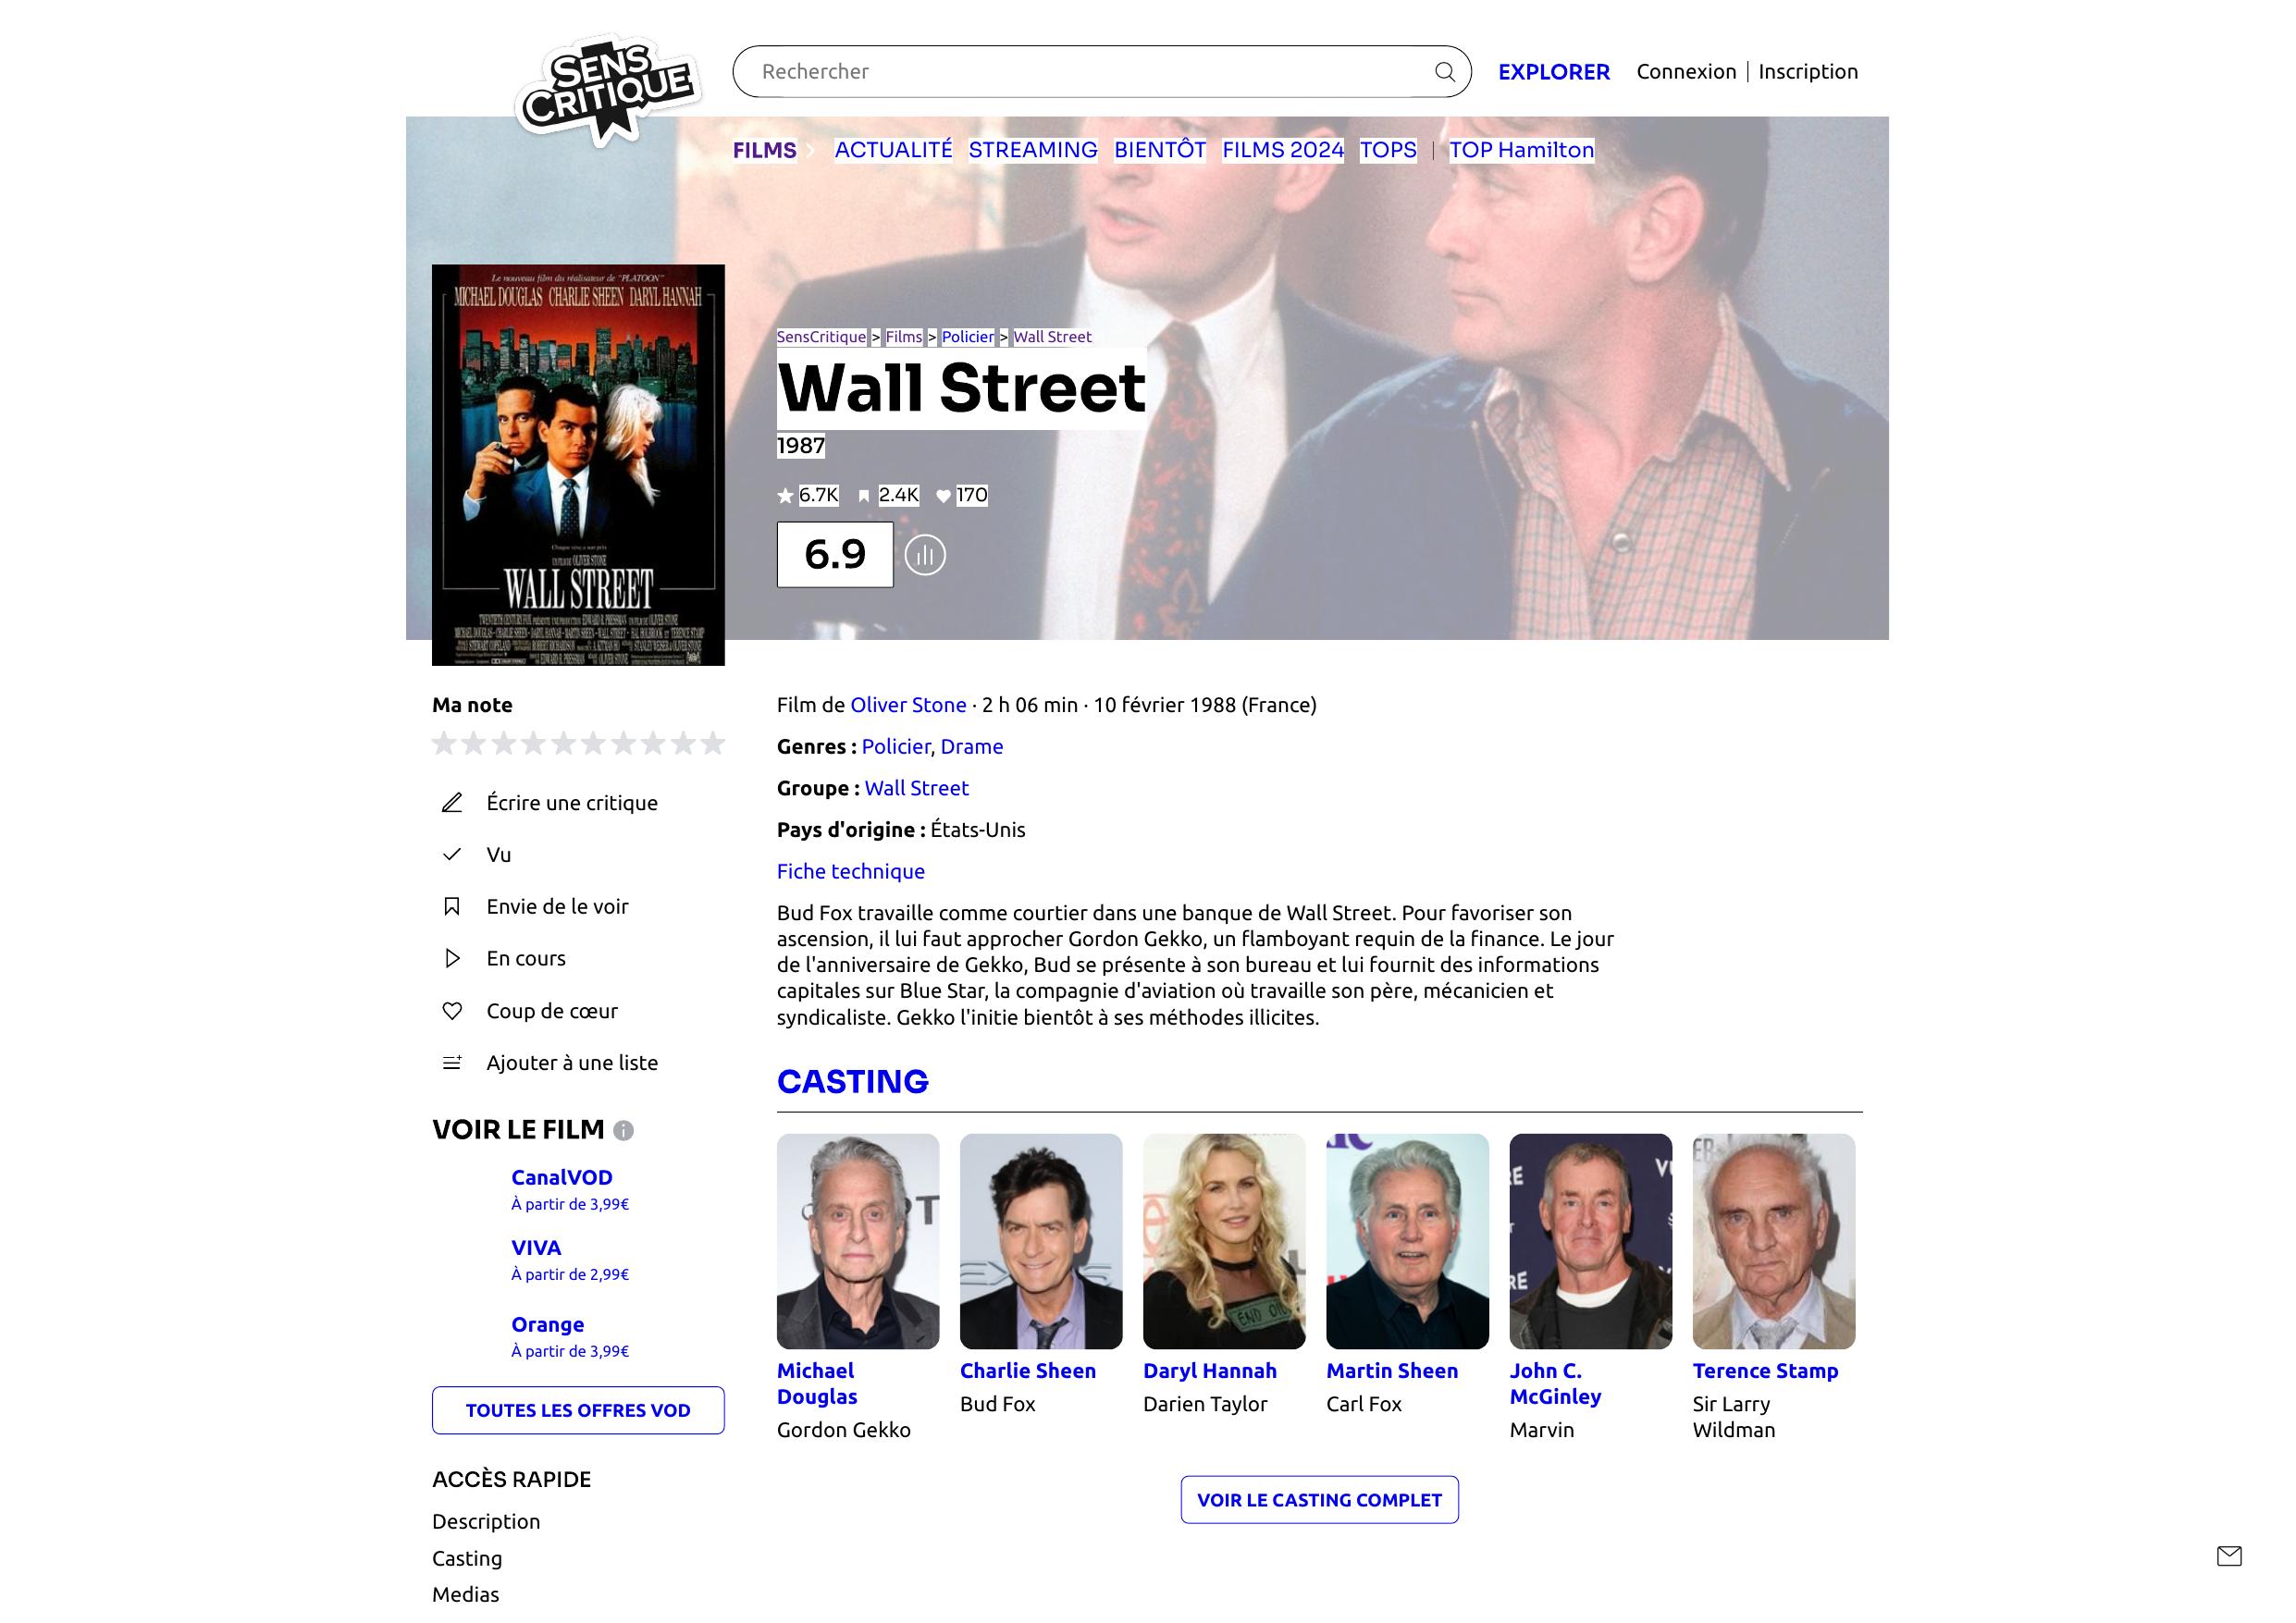 SENS
CRITIQUE
Rechercher
EXPLORER
Connexion | Inscription
FILMS
ACTUALITÉ
STREAMING
BIENTÔT
FILMS 2024
TOPS
|
TOP Hamilton
Le nouveau film du réalisateur de "PLATOON"
MICHAEL DOUGLAS CHARLIE SHEEN DARYL HANNAH
UN FILM DE OLIVER STONE
WALL STREET
SensCritique > Films > Policier > Wall Street
Wall Street
1987
6.7K
2.4K
170
6.9
Ma note
Écrire une critique
Vu
Envie de le voir
En cours
Coup de cœur
Ajouter à une liste
VOIR LE FILM
CanalVOD
À partir de 3,99€
VIVA
À partir de 2,99€
Orange
À partir de 3,99€
TOUTES LES OFFRES VOD
ACCÈS RAPIDE
Description
Casting
Medias
Film de Oliver Stone · 2 h 06 min · 10 février 1988 (France)
Genres : Policier, Drame
Groupe : Wall Street
Pays d'origine : États-Unis
Fiche technique
Bud Fox travaille comme courtier dans une banque de Wall Street. Pour favoriser son
ascension, il lui faut approcher Gordon Gekko, un flamboyant requin de la finance. Le jour
de l'anniversaire de Gekko, Bud se présente à son bureau et lui fournit des informations
capitales sur Blue Star, la compagnie d'aviation où travaille son père, mécanicien et
syndicaliste. Gekko l'initie bientôt à ses méthodes illicites.
CASTING
Michael
Douglas
Gordon Gekko
Charlie Sheen
Bud Fox
Daryl Hannah
Darien Taylor
Martin Sheen
Carl Fox
John C.
McGinley
Marvin
Terence Stamp
Sir Larry
Wildman
VOIR LE CASTING COMPLET